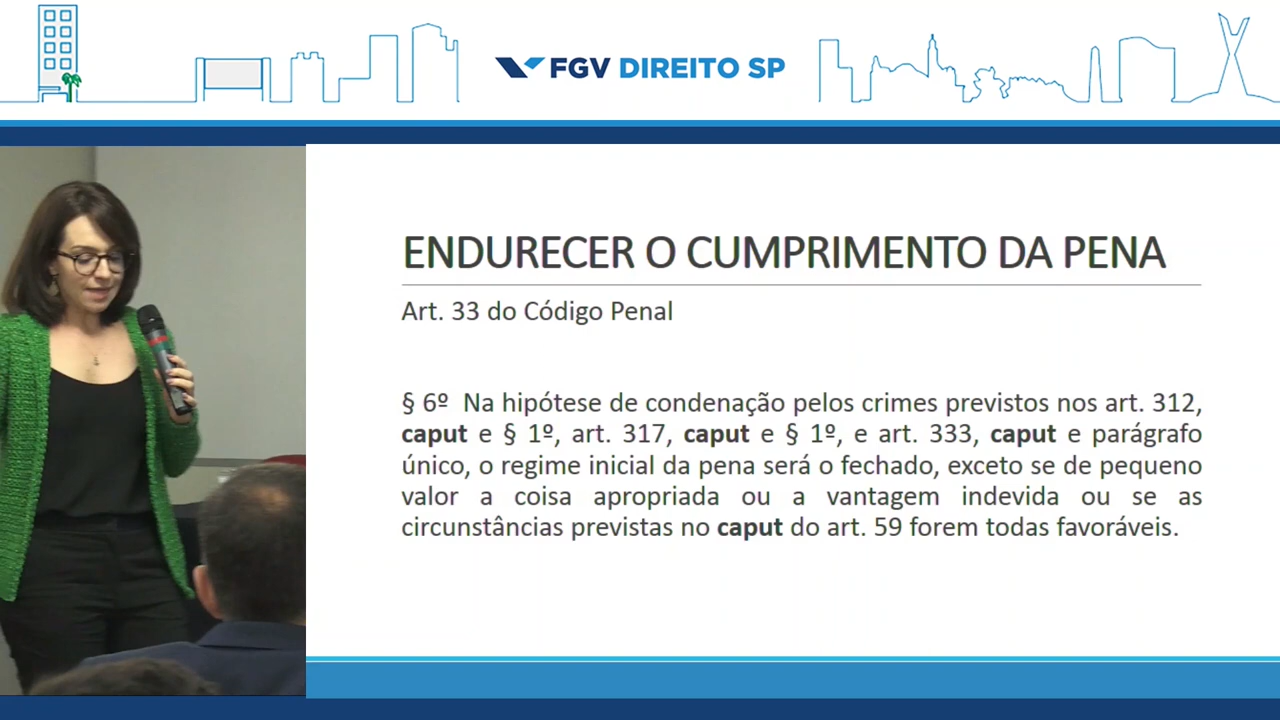 FGV DIREITO SP
ENDURECER O CUMPRIMENTO DA PENA
Art. 33 do Código Penal
§ 6º Na hipótese de condenação pelos crimes previstos nos art. 312,
caput e § 1º, art. 317, caput e § 1º, e art. 333, caput e parágrafo
único, o regime inicial da pena será o fechado, exceto se de pequeno
valor a coisa apropriada ou a vantagem indevida ou se as
circunstâncias previstas no caput do art. 59 forem todas favoráveis.